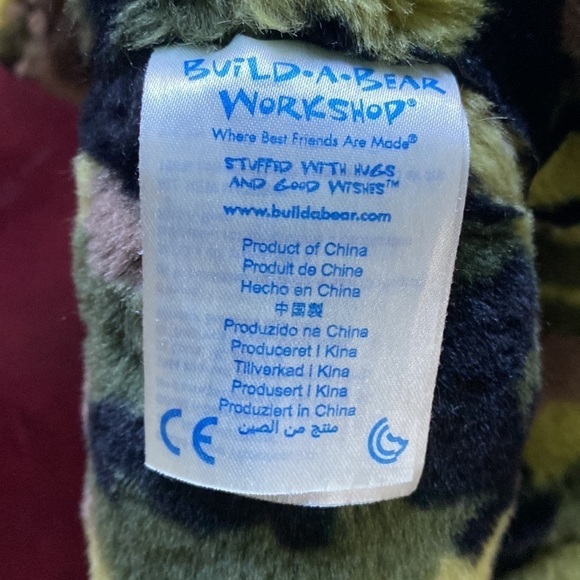 BUILD-A-BEAR
WORKSHOP®
Where Best Friends Are Made®
STUFFED WITH HUGS
AND GOOD WISHES™
www.buildabear.com
Product of China
Produit de Chine
Hecho en China
中国製
Produzido na China
Produceret i Kina
Tillverkad i Kina
Produsert i Kina
Produziert in China
منتج من الصين
CE